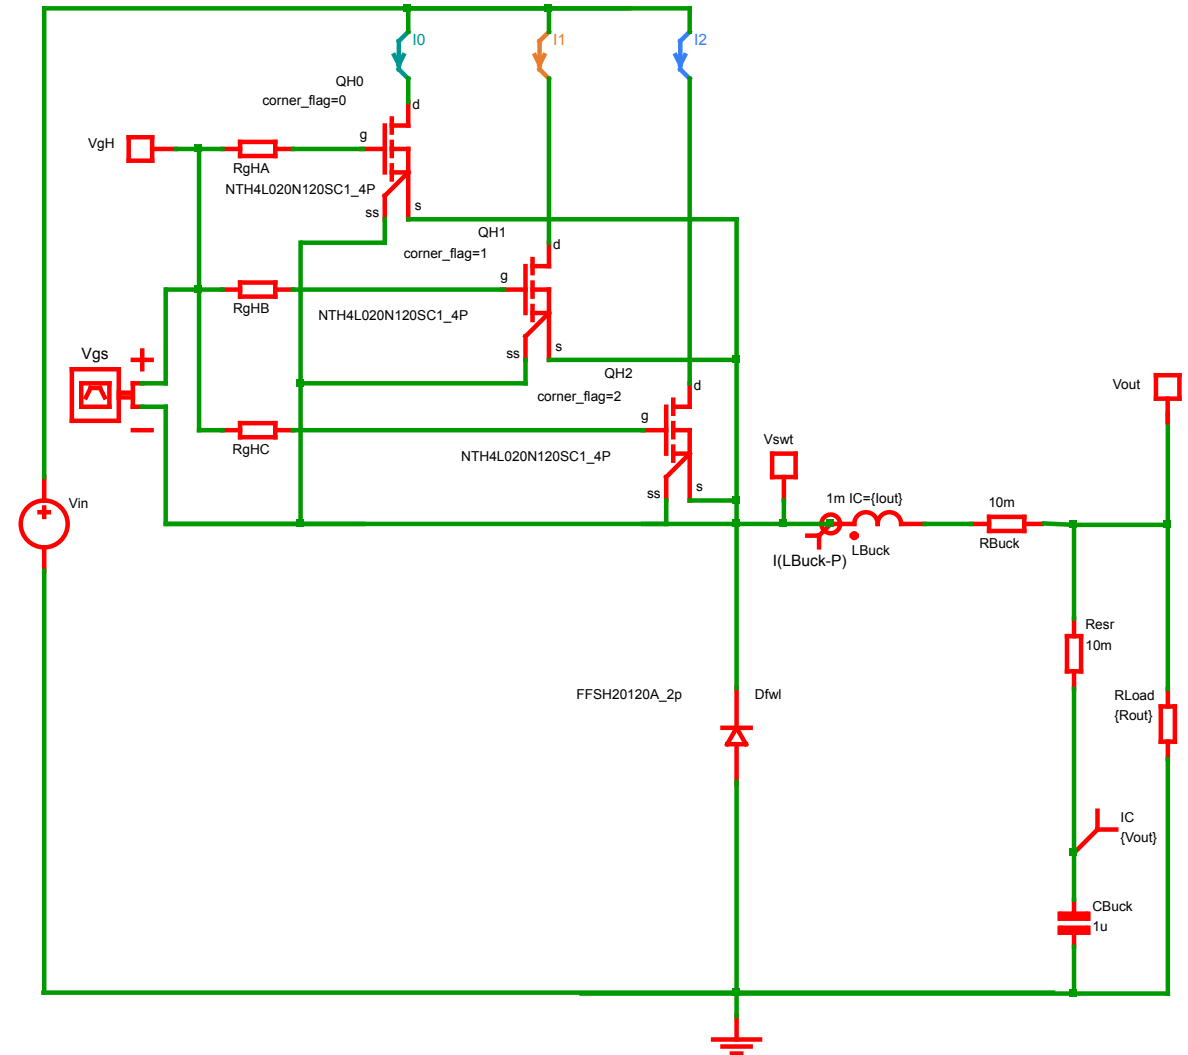 I0
I1
I2
QH0
corner_flag=0
d
g
VgH
RgHA
NTH4L020N120SC1_4P
ss
s
QH1
corner_flag=1
d
g
RgHB
NTH4L020N120SC1_4P
ss
s
Vgs
QH2
corner_flag=2
d
g
RgHC
NTH4L020N120SC1_4P
ss
s
Vout
Vswt
Vin
1m IC={Iout}
LBuck
I(LBuck-P)
10m
RBuck
Resr
10m
FFSH20120A_2p
Dfwl
RLoad
{Rout}
IC
{Vout}
CBuck
1u